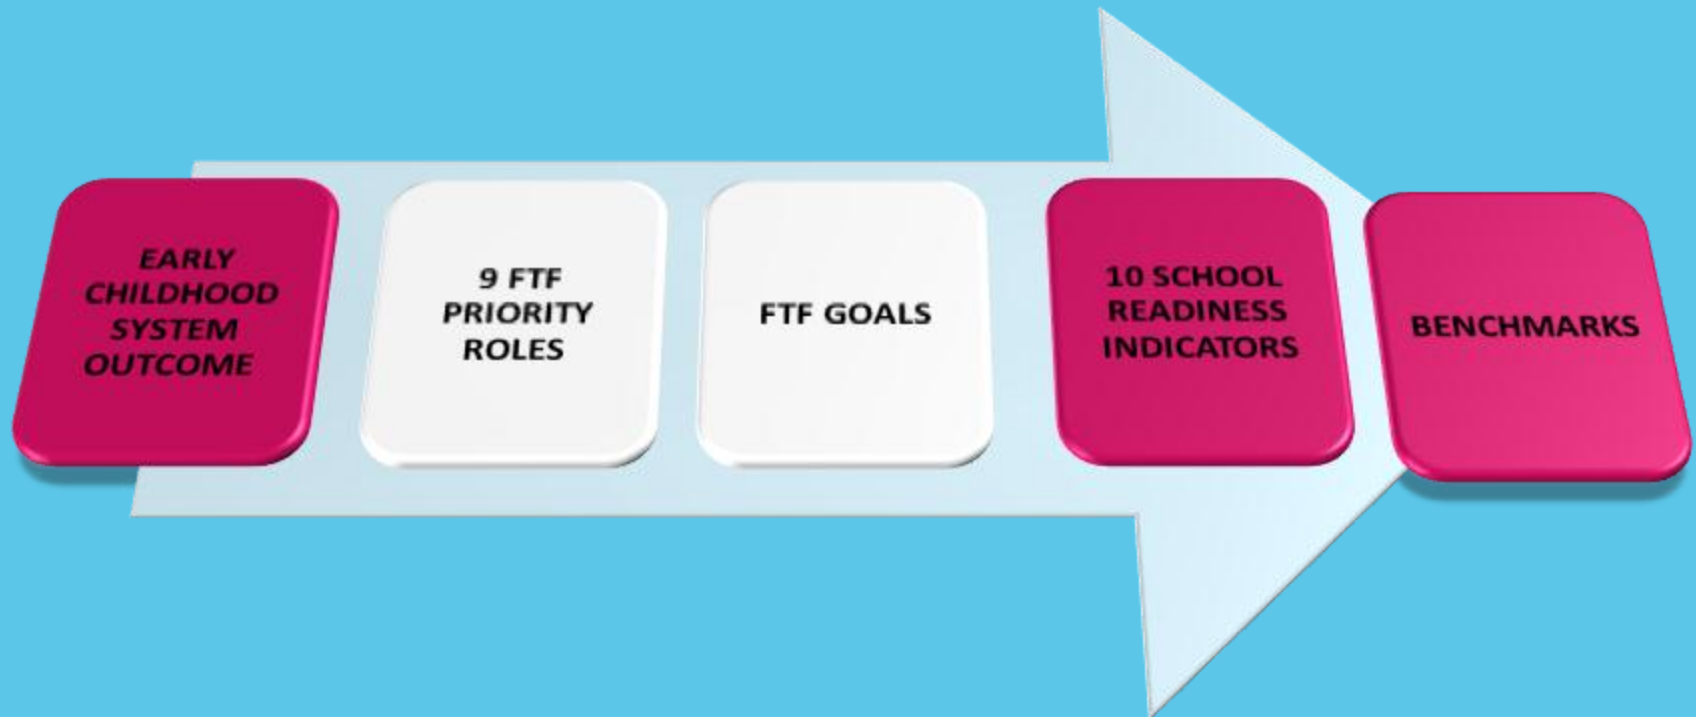 EARLY
CHILDHOOD
SYSTEM
OUTCOME
9 FTF
PRIORITY
ROLES
FTF GOALS
10 SCHOOL
READINESS
INDICATORS
BENCHMARKS